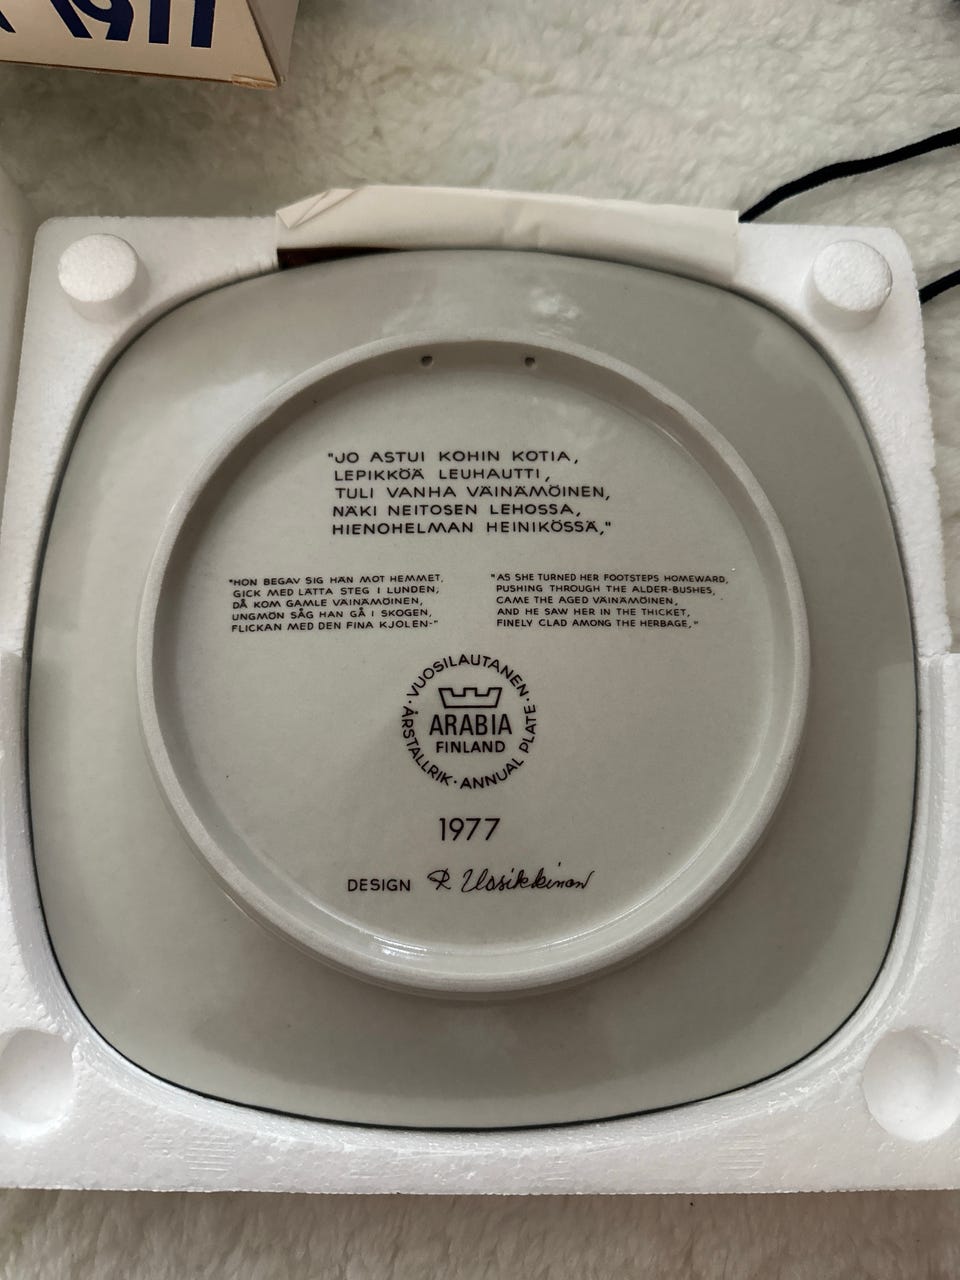 1977
"JO ASTUI KOHIN KOTIA,
LEPIKKÖÄ LEUHAUTTI,
TULI VANHA VÄINÄMÖINEN,
NÄKI NEITOSEN LEHOSSA,
HIENOHELMAN HEINIKÖSSÄ,"
"HON BEGAV SIG HÄN MOT HEMMET,
GICK MED LÄTTA STEG I LUNDEN;
DÅ KOM GAMLE VÄINÄMÖINEN,
UNGMÖN SÅG HAN GÅ I SKOGEN,
FLICKAN MED DEN FINA KJOLEN-"
"AS SHE TURNED HER FOOTSTEPS HOMEWARD,
PUSHING THROUGH THE ALDER-BUSHES,
CAME THE AGED VÄINÄMÖINEN,
AND HE SAW HER IN THE THICKET,
FINELY CLAD AMONG THE HERBAGE,"
· VUOSILAUTANEN · ANNUAL PLATE · ÅRSTALLRIK
ARABIA
FINLAND
1977
DESIGN R Uosikkinen